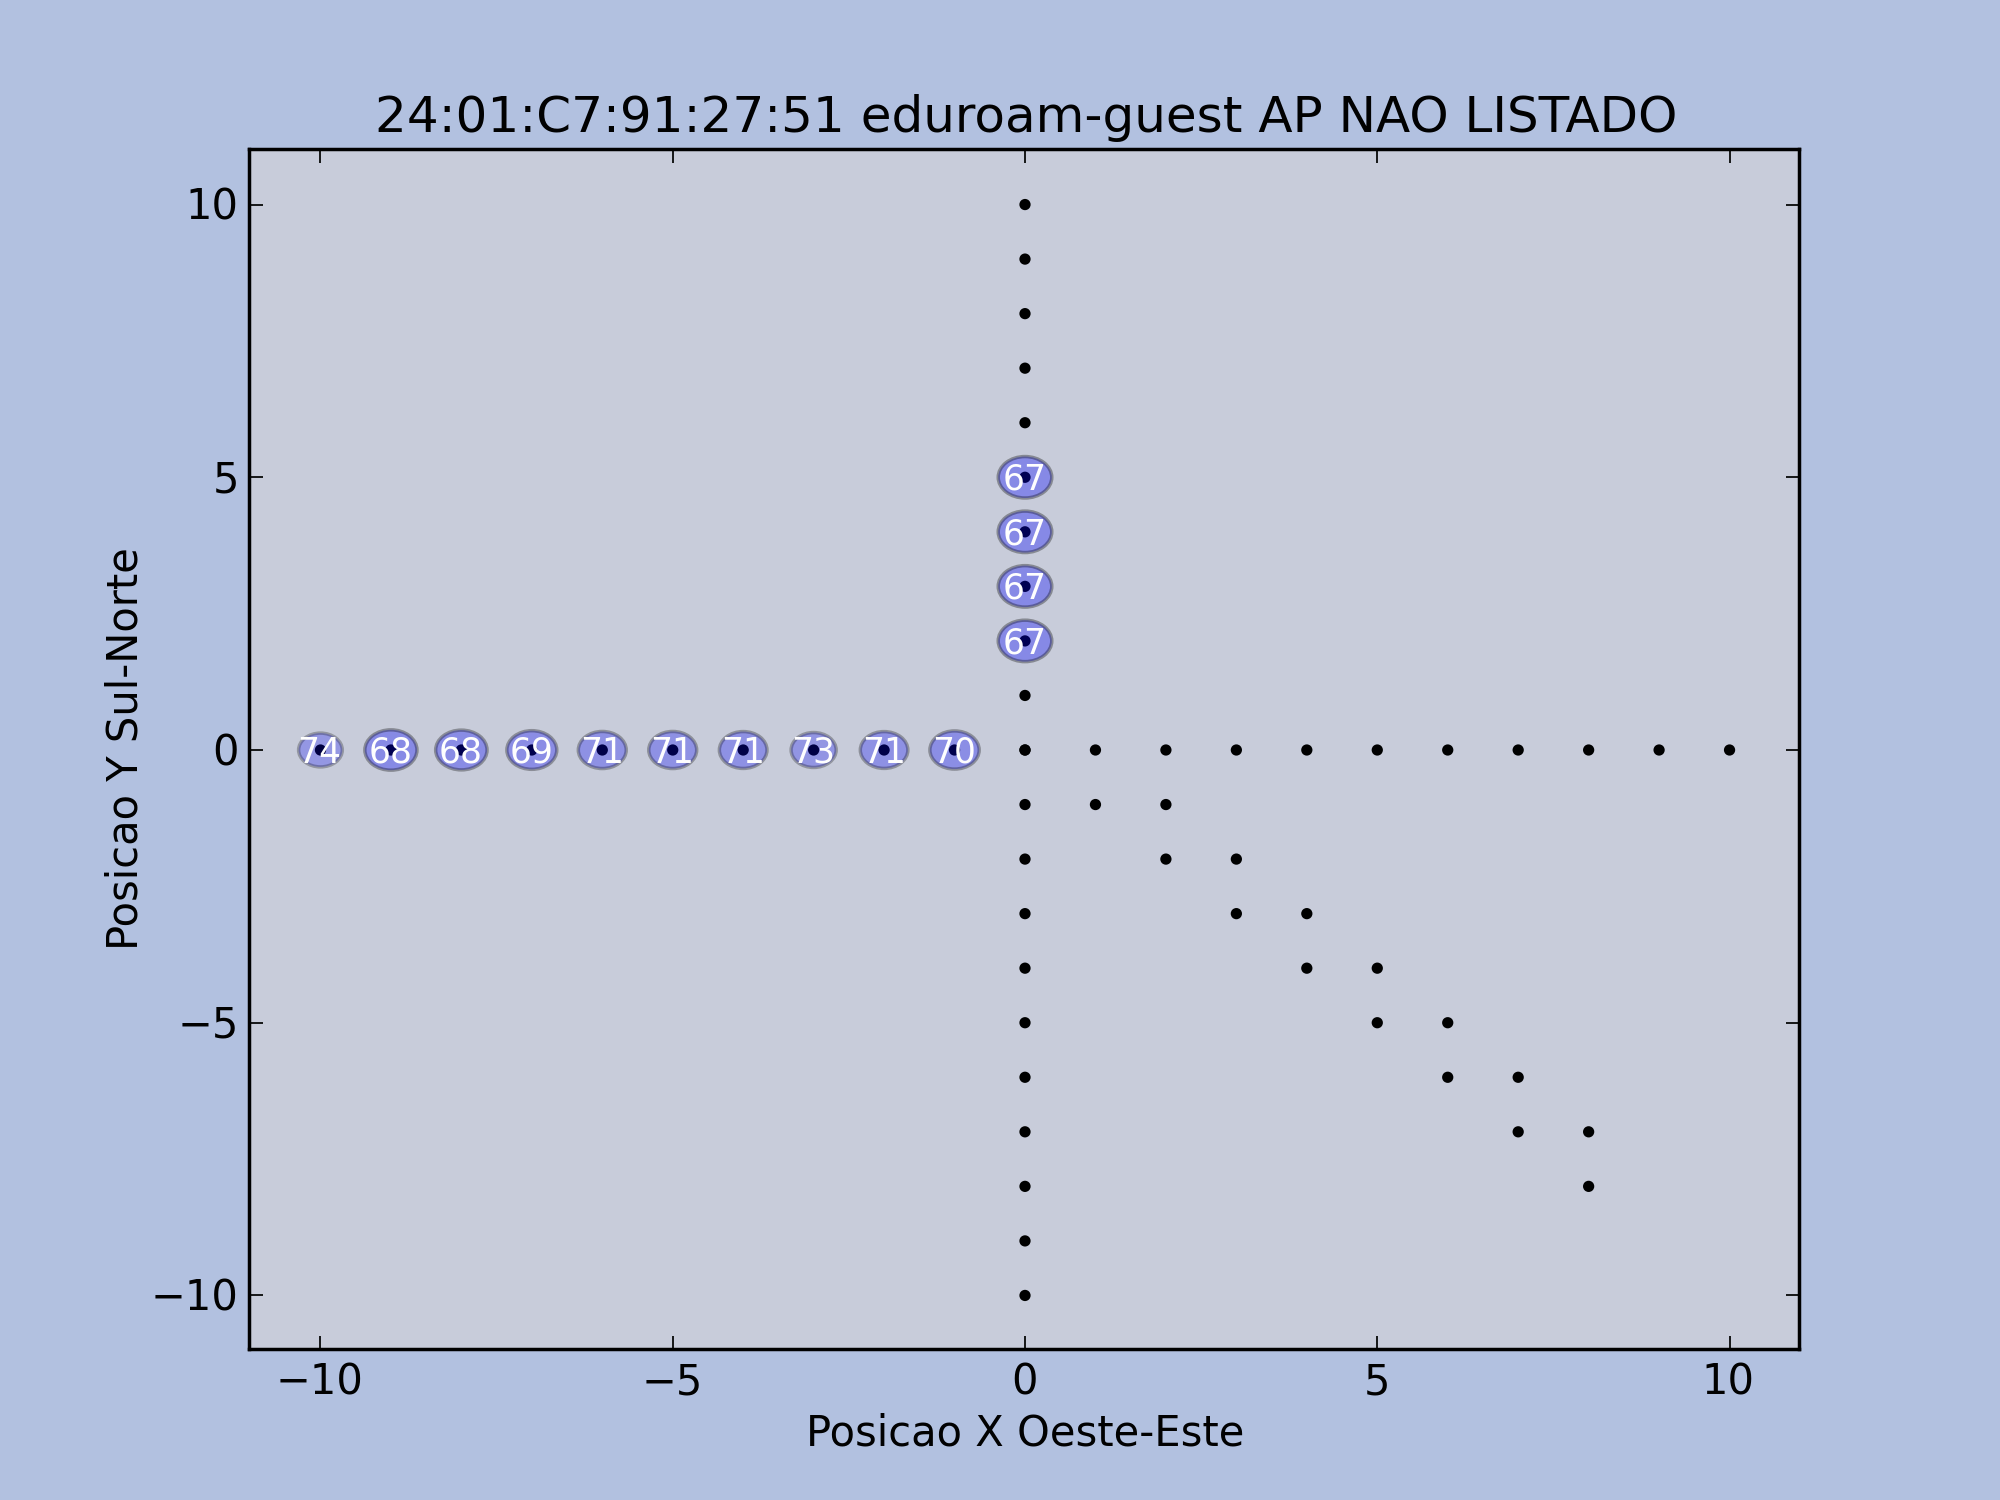 24:01:C7:91:27:51 eduroam-guest AP NAO LISTADO
10
5
67
67
67
67
0
74 68 68 69 71 71 71 73 71 70
−5
−10
−10 −5 0 5 10
Posicao Y Sul-Norte
Posicao X Oeste-Este